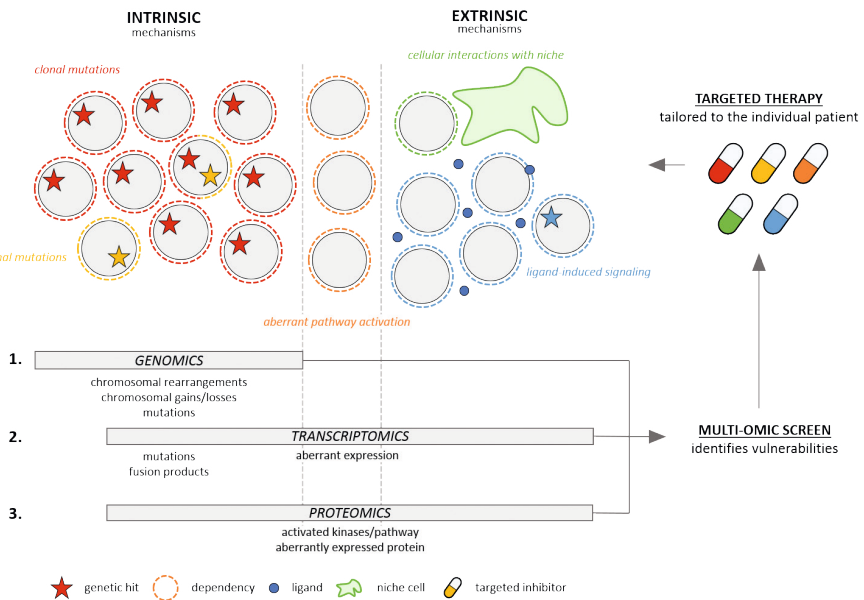 INTRINSIC
mechanisms
EXTRINSIC
mechanisms
cellular interactions with niche
clonal mutations
TARGETED THERAPY
tailored to the individual patient
mutations
ligand-induced signaling
aberrant pathway activation
1.
GENOMICS
chromosomal rearrangements
chromosomal gains/losses
mutations
2.
TRANSCRIPTOMICS
mutations
fusion products
aberrant expression
MULTI-OMIC SCREEN
identifies vulnerabilities
3.
PROTEOMICS
activated kinases/pathway
aberrantly expressed protein
genetic hit
dependency
ligand
niche cell
targeted inhibitor